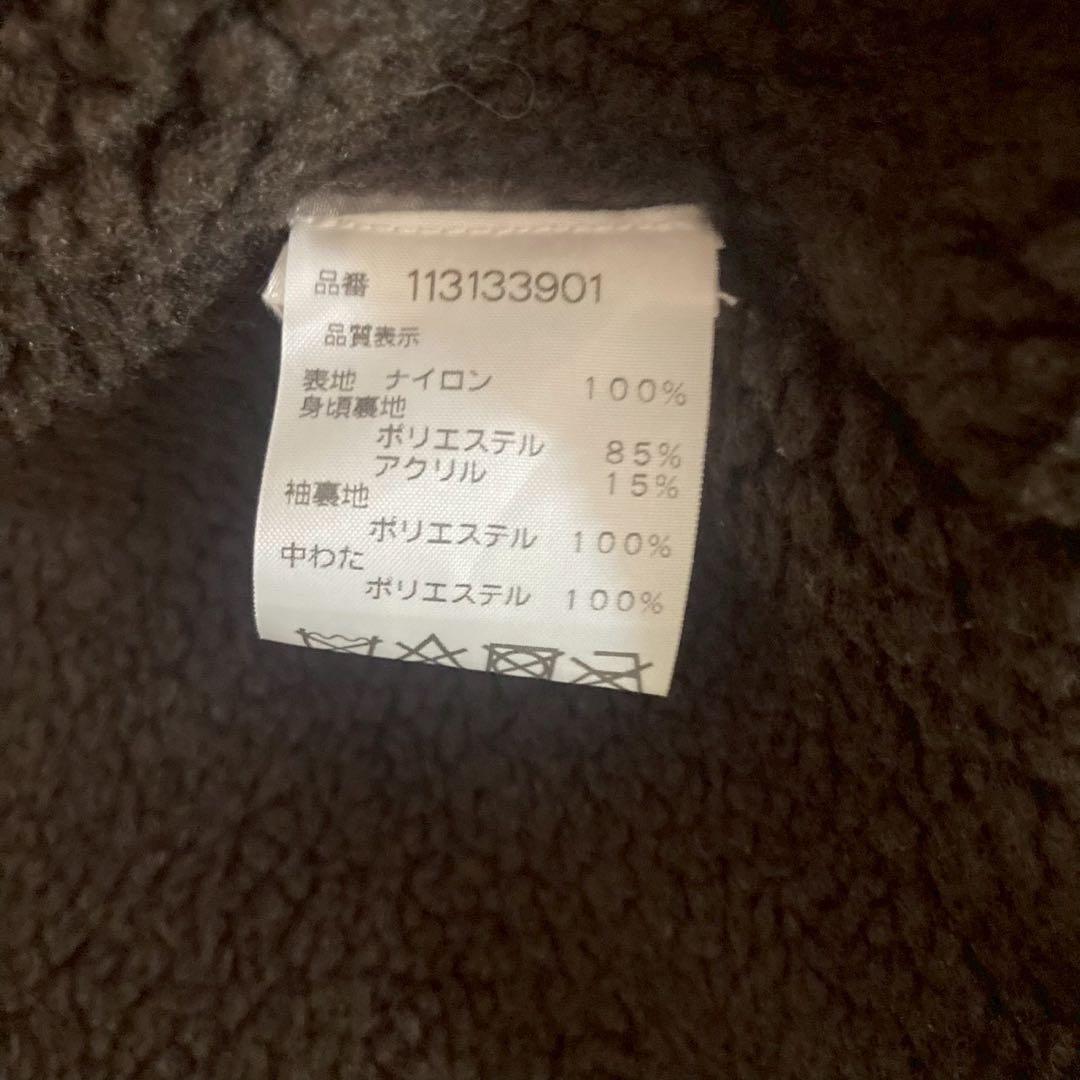 品番 113133901
品質表示
表地 ナイロン 100%
身頃裏地
ポリエステル 85%
アクリル 15%
袖裏地
ポリエステル 100%
中わた
ポリエステル 100%